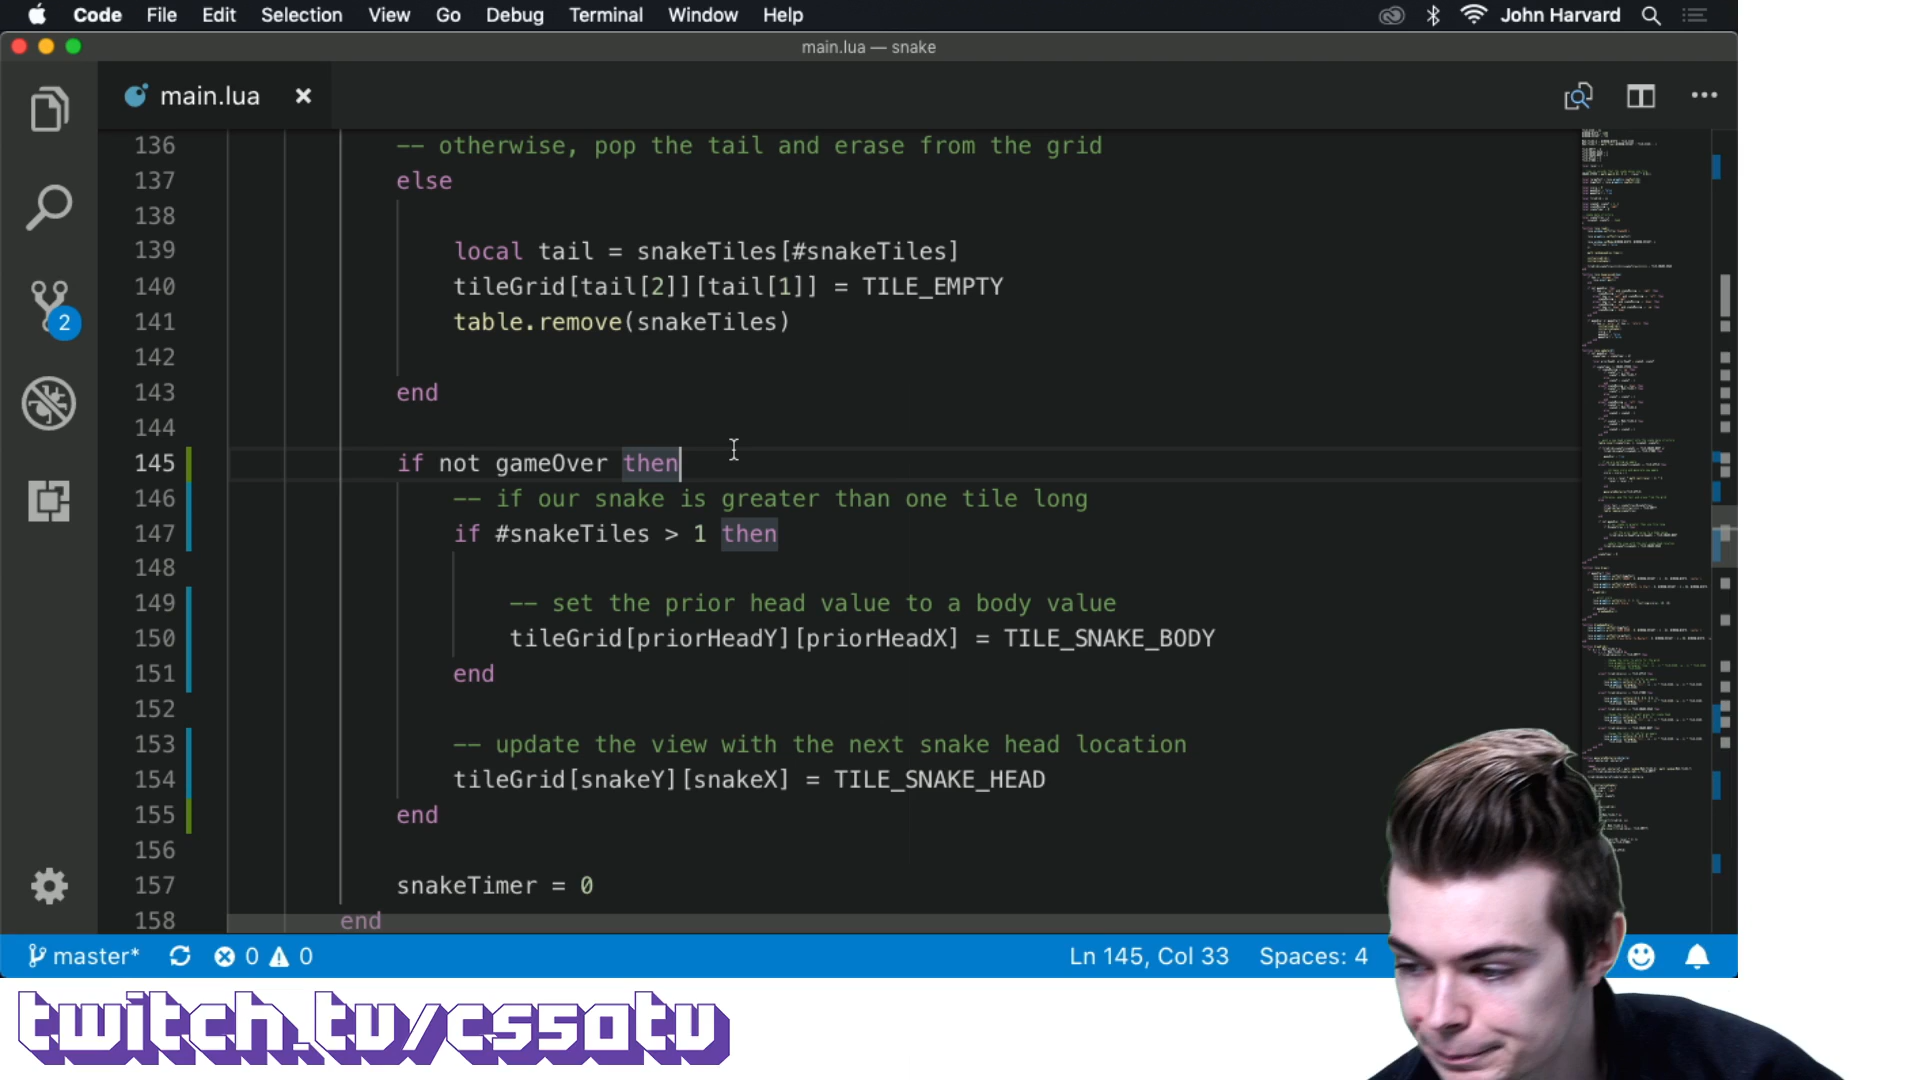 Code File Edit Selection View Go Debug Terminal Window Help John Harvard
main.lua — snake
main.lua
136 -- otherwise, pop the tail and erase from the grid
137 else
138
139 local tail = snakeTiles[#snakeTiles]
140 tileGrid[tail[2]][tail[1]] = TILE_EMPTY
141 table.remove(snakeTiles)
142
143 end
144
145 if not gameOver then
146 -- if our snake is greater than one tile long
147 if #snakeTiles > 1 then
148
149 -- set the prior head value to a body value
150 tileGrid[priorHeadY][priorHeadX] = TILE_SNAKE_BODY
151 end
152
153 -- update the view with the next snake head location
154 tileGrid[snakeY][snakeX] = TILE_SNAKE_HEAD
155 end
156
157 snakeTimer = 0
158 end
2
master* 0 0 Ln 145, Col 33 Spaces: 4
twitch.tv/cs50tv